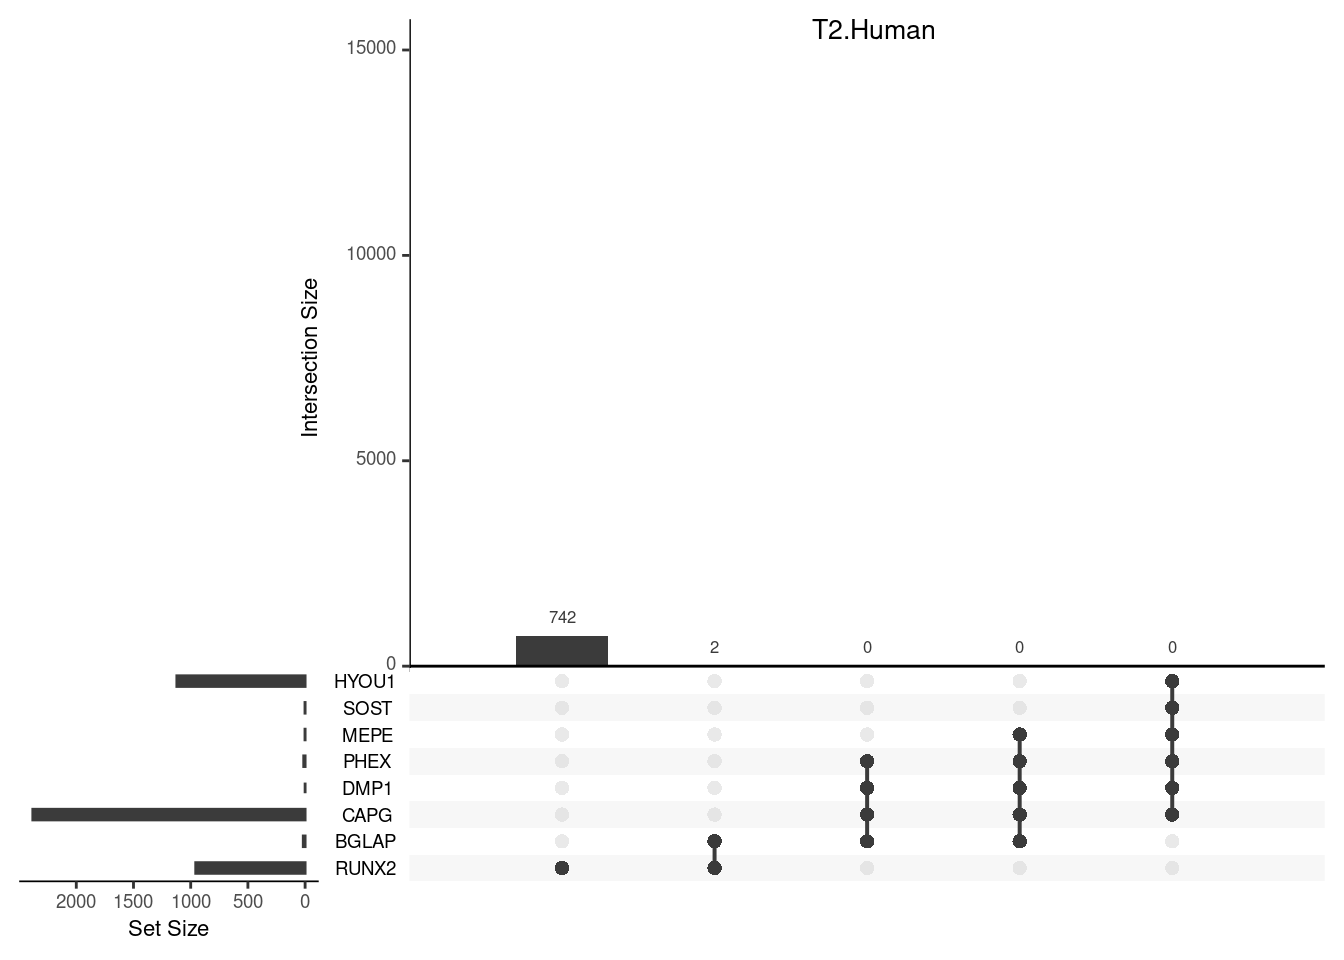 T2.Human
15000
10000
5000
0
Intersection Size
742
2
0
0
0
HYOU1
SOST
MEPE
PHEX
DMP1
CAPG
BGLAP
RUNX2
2000 1500 1000 500 0
Set Size